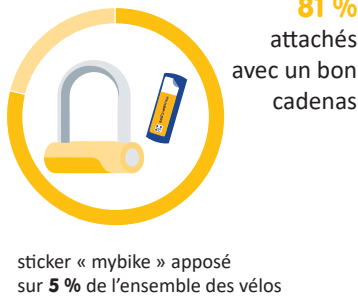 81 %
attachés
avec un bon
cadenas
sticker « mybike » apposé
sur 5 % de l'ensemble des vélos